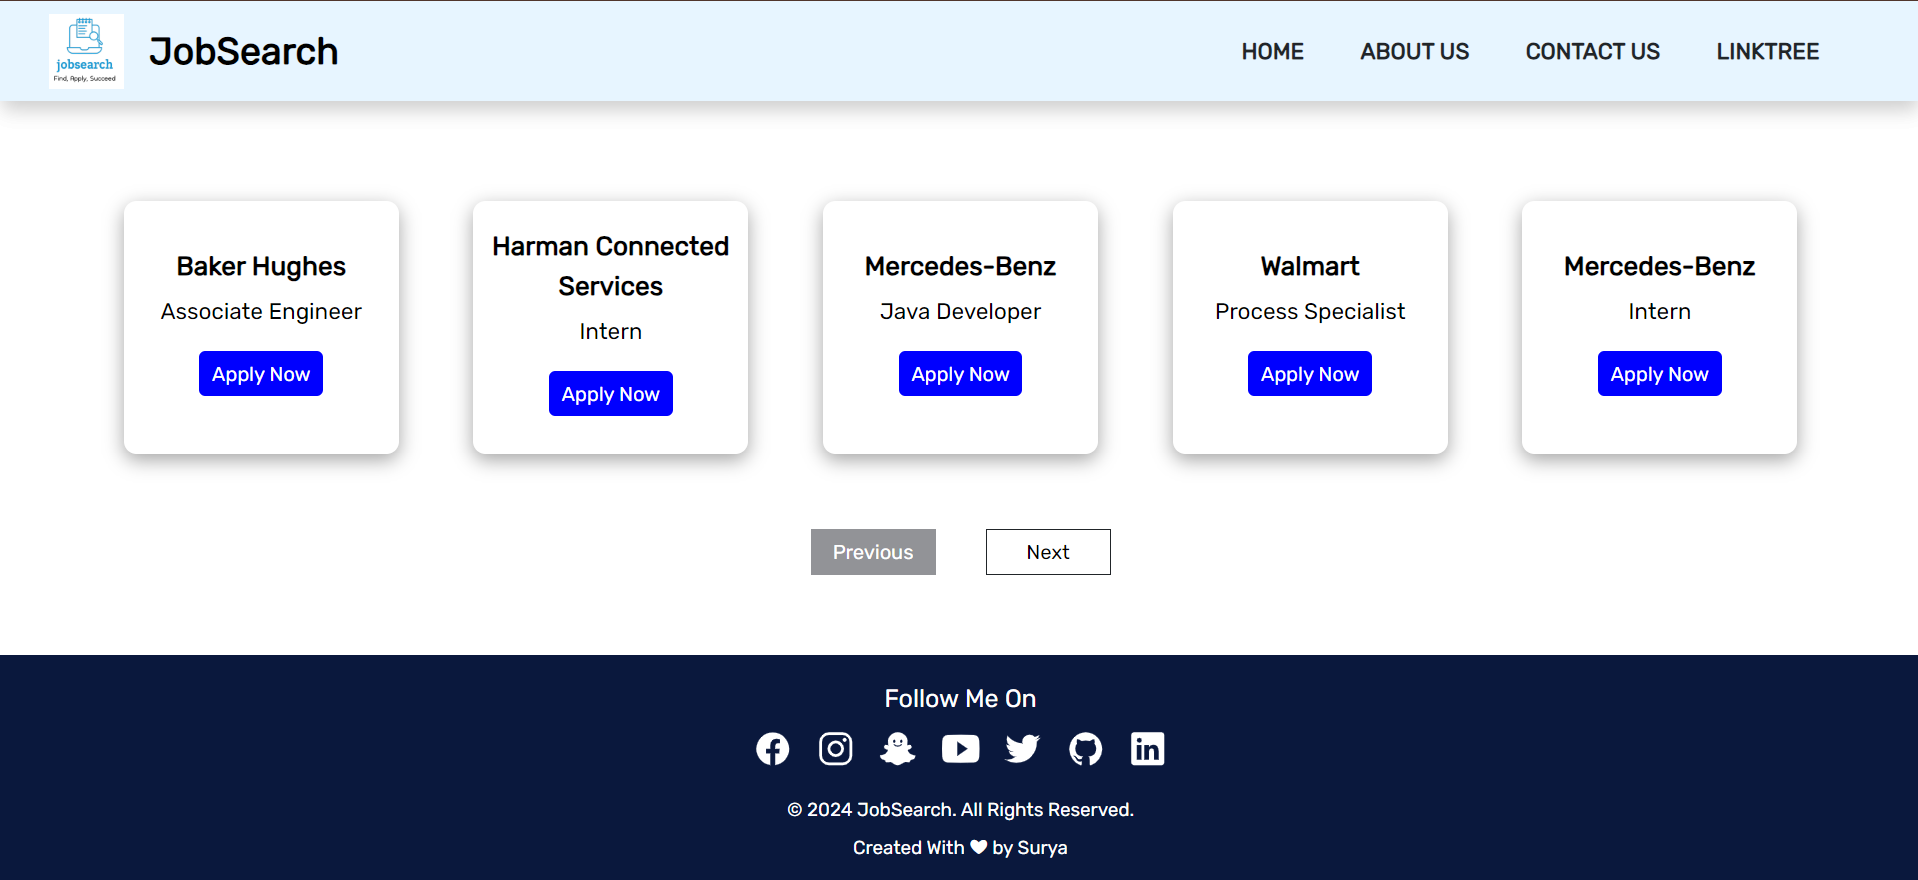 jobsearch
Find, Apply, Succeed
JobSearch
HOME
ABOUT US
CONTACT US
LINKTREE
Baker Hughes
Associate Engineer
Apply Now
Harman Connected
Services
Intern
Apply Now
Mercedes-Benz
Java Developer
Apply Now
Walmart
Process Specialist
Apply Now
Mercedes-Benz
Intern
Apply Now
Previous
Next
Follow Me On
© 2024 JobSearch. All Rights Reserved.
Created With ♥ by Surya